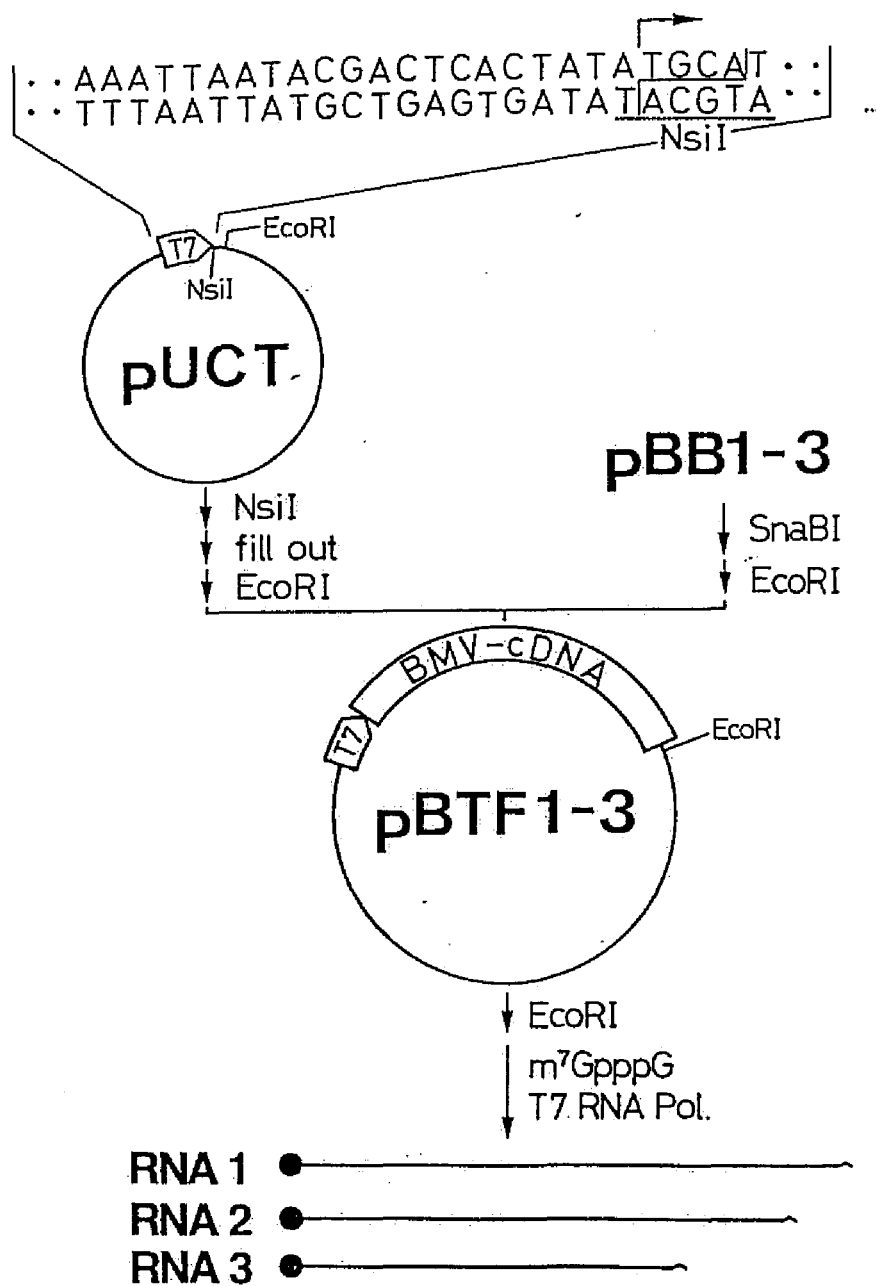 · · AAATTAATACGACTCACTATATGCAT · ·
· · TTTAATTATGCTGAGTGATATACGTA · ·
NsiI
EcoRI
T7
NsiI
pUCT
pBB1-3
NsiI
fill out
EcoRI
SnaBI
EcoRI
BMV-cDNA
T7
EcoRI
pBTF1-3
EcoRI
m⁷GpppG
T7 RNA Pol.
RNA 1
RNA 2
RNA 3